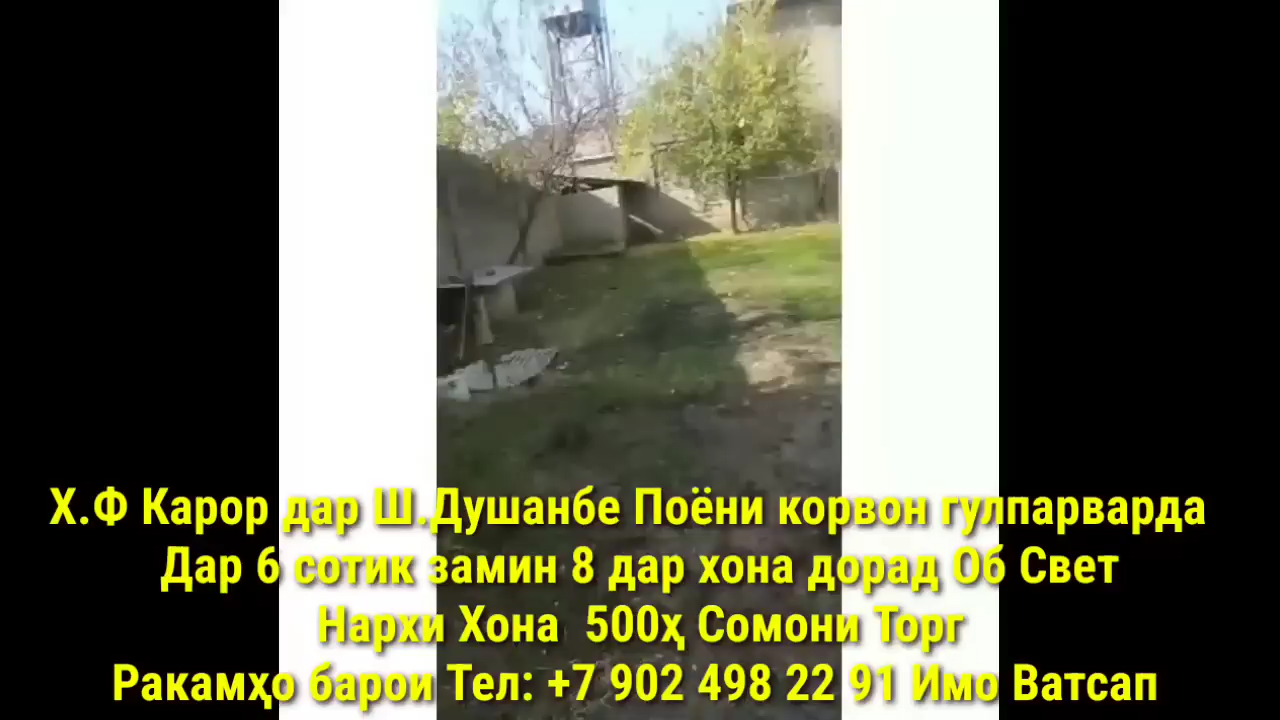 Х.Ф Карор дар Ш.Душанбе Поёни корвон гулпарварда
Дар 6 сотик замин 8 дар хона дорад Об Свет
Нархи Хона 500ҳ Сомони Торг
Ракамҳо барои Тел: +7 902 498 22 91 Имо Ватсап